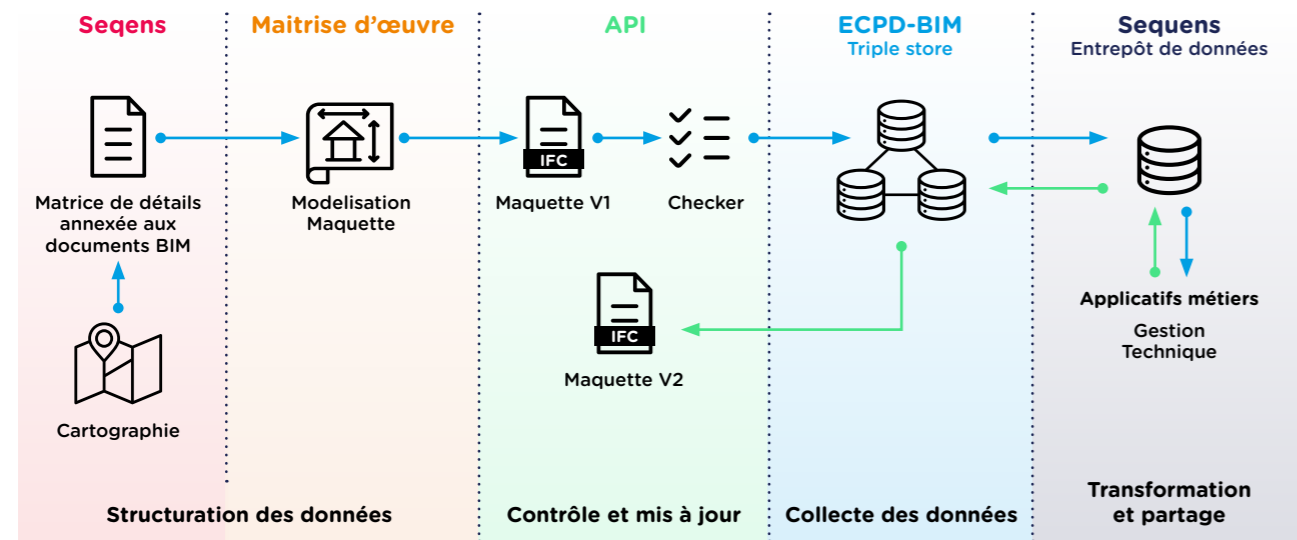 Seqens
Maitrise d'œuvre
API
ECPD-BIM
Triple store
Sequens
Entrepôt de données
Matrice de détails
annexée aux
documents BIM
Modelisation
Maquette
IFC
Maquette V1
Checker
Applicatifs métiers
Gestion
Technique
IFC
Maquette V2
Cartographie
Structuration des données
Contrôle et mis à jour
Collecte des données
Transformation
et partage